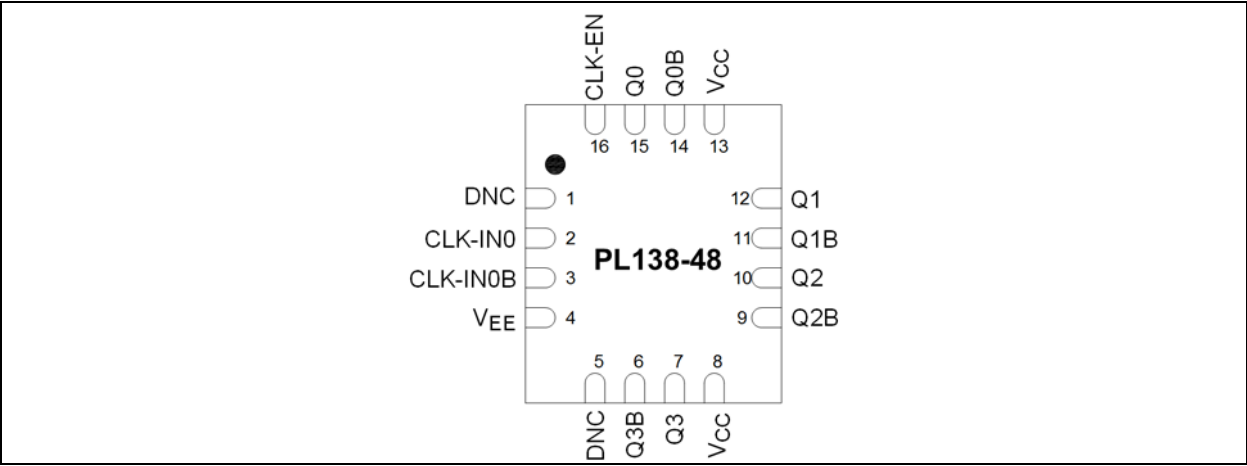 CLK-EN Q0 Q0B VCC
16 15 14 13
DNC 1 12 Q1
CLK-IN0 2 11 Q1B
PL138-48
CLK-IN0B 3 10 Q2
VEE 4 9 Q2B
5 6 7 8
DNC Q3B Q3 VCC